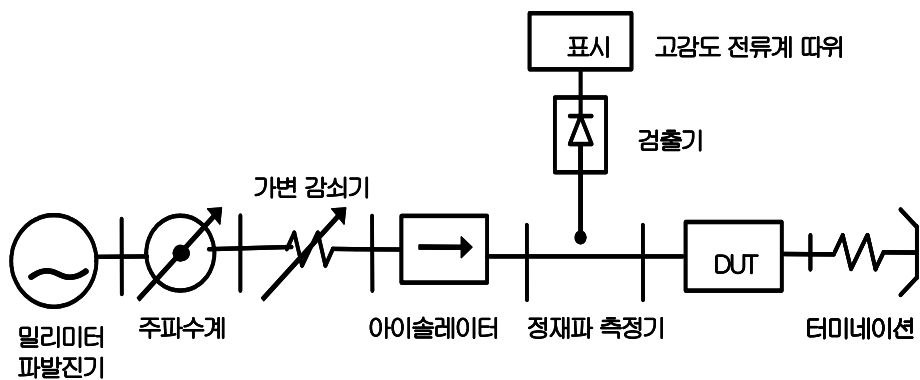 표시
고감도 전류계 따위
검출기
가변 감쇠기
DUT
밀리미터
파발진기
주파수계
아이솔레이터
정재파 측정기
터미네이션